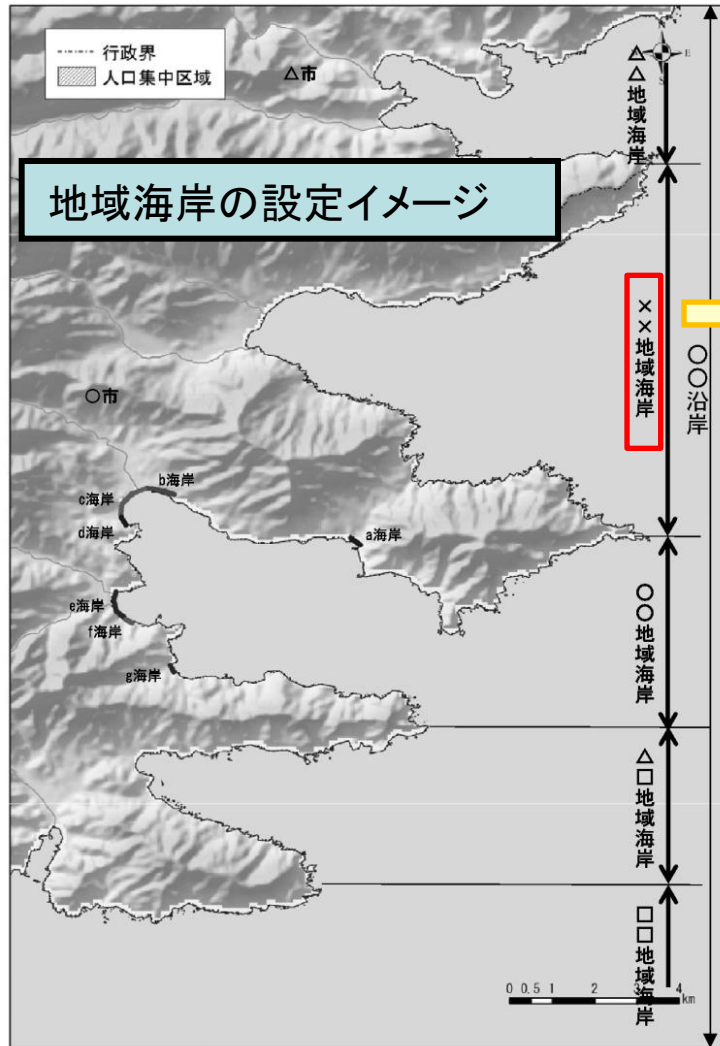 行政界
人口集中区域
△市
N
E
S
△△地域海岸
地域海岸の設定イメージ
××地域海岸
〇〇沿岸
〇市
b海岸
c海岸
d海岸
a海岸
e海岸
f海岸
g海岸
〇〇地域海岸
△□地域海岸
□□地域海岸
0 0.5 1 2 3 4
km